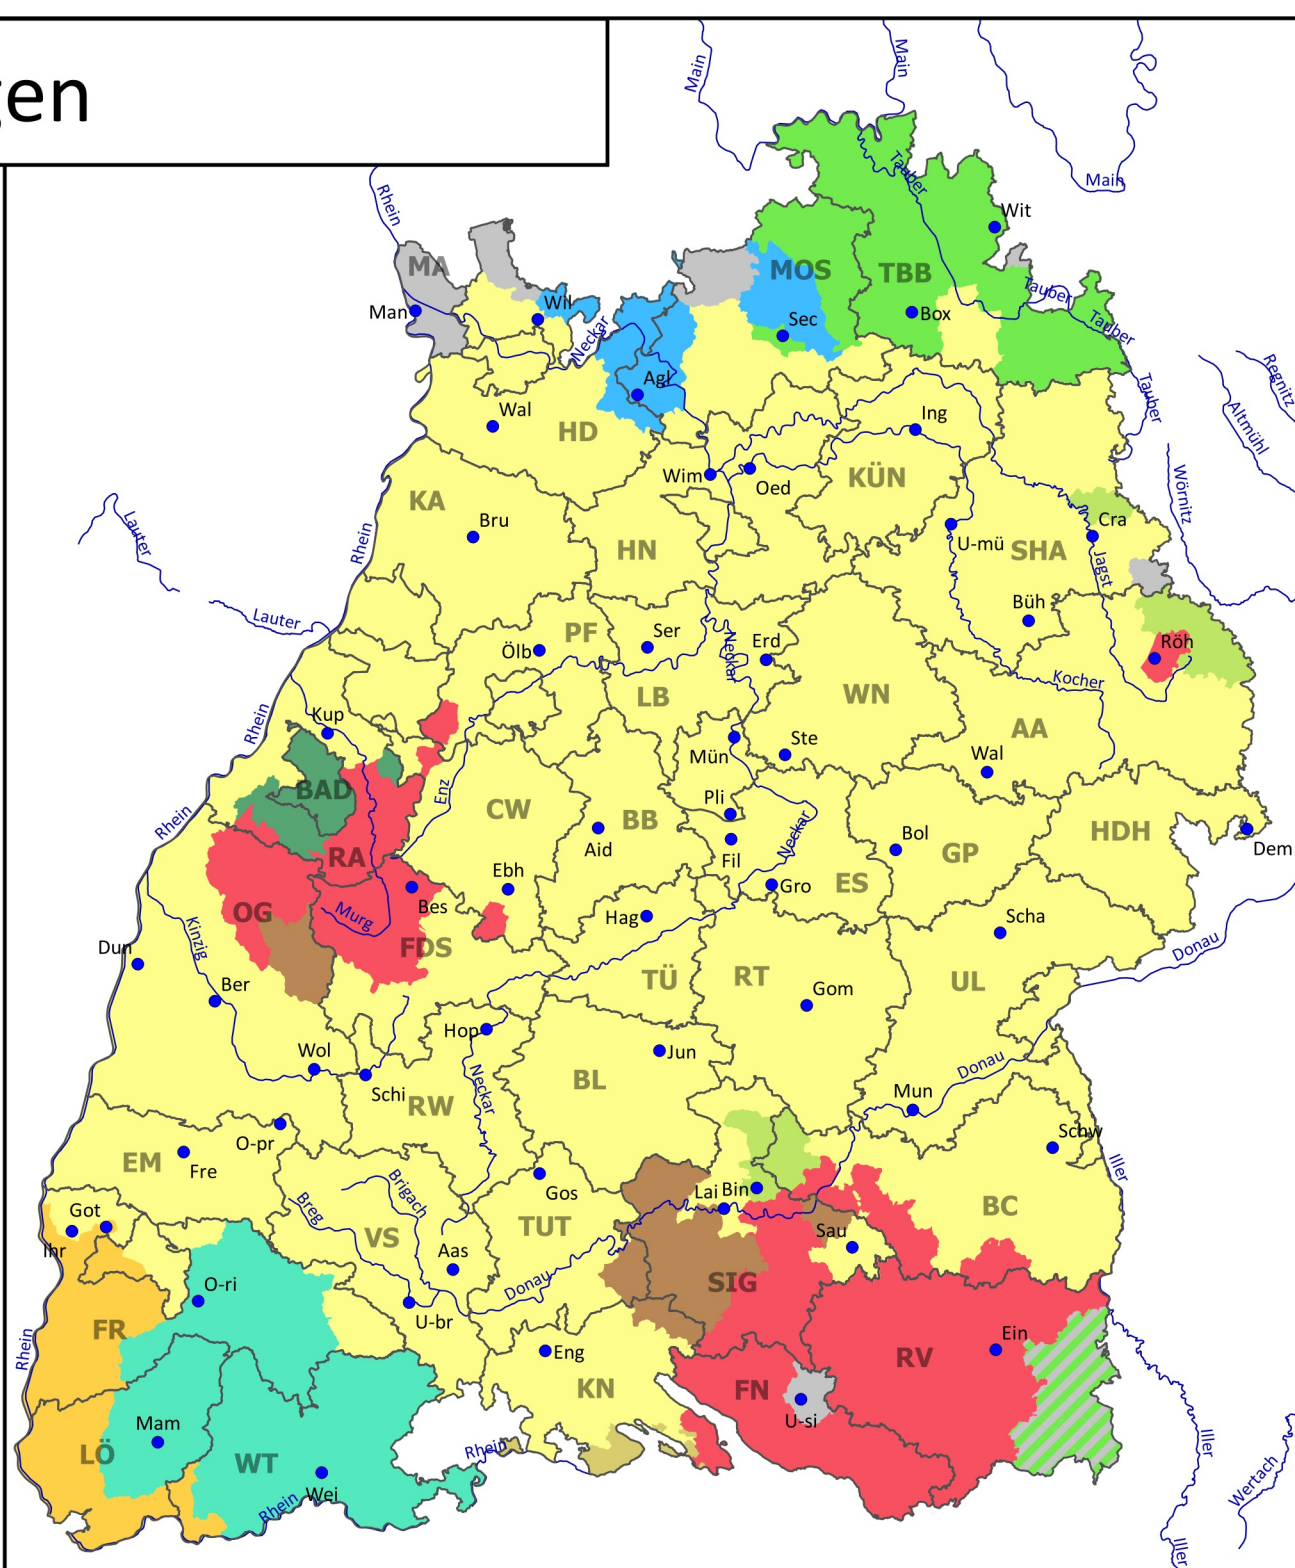 gen
Main
Main
Main
Tauber
Rhein
Wit
MA
MOS
TBB
Tauber
Man
Wil
Neckar
Sec
Box
Tauber
Regnitz
Agl
Tauber
Altmühl
Wal
HD
Ing
Wim
Oed
KÜN
Wörnitz
KA
Bru
Lauter
Rhein
HN
U-mü
SHA
Cra
Jagst
Lauter
Büh
Ölb
PF
Ser
Neckar
Erd
Röh
Kocher
LB
WN
AA
Rhein
Kup
Mün
Ste
Wal
BAD
Enz
CW
BB
Pli
Neckar
HDH
Rhein
Aid
Fil
Bol
GP
Dem
RA
Ebh
ES
Gro
OG
Murg
Bes
Hag
Scha
Kinzig
FDS
Dun
Donau
TÜ
RT
UL
Ber
Gom
Hop
Wol
Jun
Donau
Schi
Neckar
BL
Mun
RW
O-pr
Schw
EM
Fre
Iller
Gos
Brigach
Lai
Bin
Breg
BC
Got
Ihr
VS
TUT
Sau
Aas
O-ri
Donau
SIG
U-br
FR
Rhein
Eng
Ein
RV
KN
FN
U-si
Mam
LÖ
WT
Rhein
Iller
Wei
Rhein
Wertach
Iller